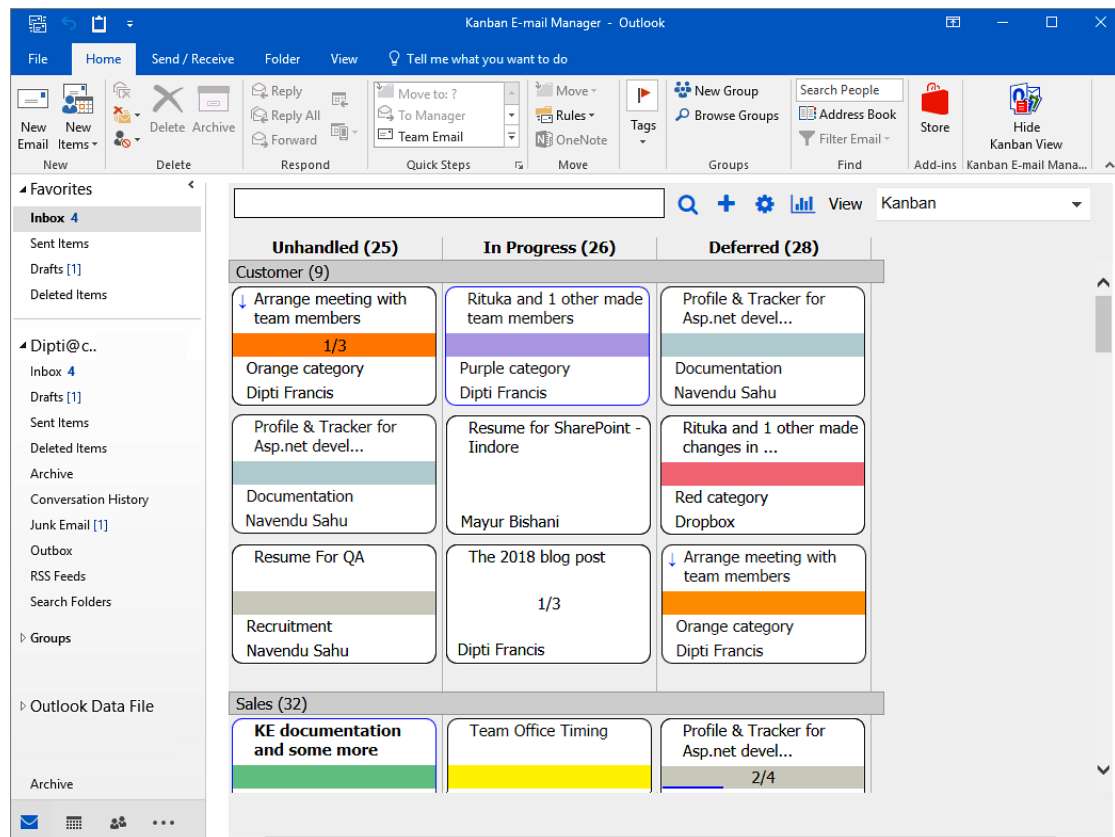 Kanban E-mail Manager - Outlook
File Home Send / Receive Folder View Tell me what you want to do
New Email
New Items
Delete Archive
Reply
Reply All
Forward
Move to: ?
To Manager
Team Email
Move
Rules
OneNote
Tags
New Group
Browse Groups
Search People
Address Book
Filter Email
Store
Hide
Kanban View
New Delete Respond Quick Steps Move Groups Find Add-ins Kanban E-mail Mana...
Favorites
Inbox 4
Sent Items
Drafts [1]
Deleted Items
Dipti@c..
Inbox 4
Drafts [1]
Sent Items
Deleted Items
Archive
Conversation History
Junk Email [1]
Outbox
RSS Feeds
Search Folders
Groups
Outlook Data File
Archive
View Kanban
Unhandled (25) In Progress (26) Deferred (28)
Customer (9)
Arrange meeting with
team members
1/3
Orange category
Dipti Francis
Rituka and 1 other made
team members
Purple category
Dipti Francis
Profile & Tracker for
Asp.net devel...
Documentation
Navendu Sahu
Profile & Tracker for
Asp.net devel...
Documentation
Navendu Sahu
Resume for SharePoint -
Iindore
Mayur Bishani
Rituka and 1 other made
changes in ...
Red category
Dropbox
Resume For QA
Recruitment
Navendu Sahu
The 2018 blog post
1/3
Dipti Francis
Arrange meeting with
team members
Orange category
Dipti Francis
Sales (32)
KE documentation
and some more
Team Office Timing
Profile & Tracker for
Asp.net devel...
2/4